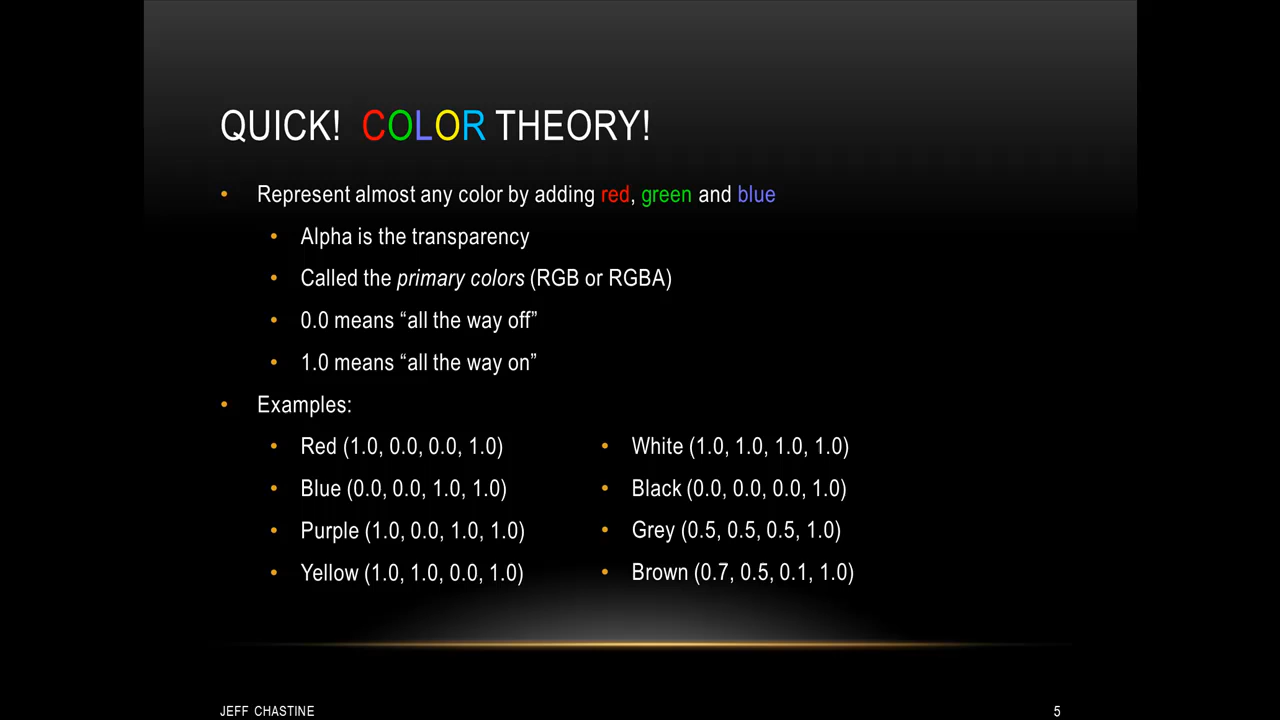 QUICK! COLOR THEORY!
• Represent almost any color by adding red, green and blue
• Alpha is the transparency
• Called the primary colors (RGB or RGBA)
• 0.0 means “all the way off”
• 1.0 means “all the way on”
• Examples:
• Red (1.0, 0.0, 0.0, 1.0)
• Blue (0.0, 0.0, 1.0, 1.0)
• Purple (1.0, 0.0, 1.0, 1.0)
• Yellow (1.0, 1.0, 0.0, 1.0)
• White (1.0, 1.0, 1.0, 1.0)
• Black (0.0, 0.0, 0.0, 1.0)
• Grey (0.5, 0.5, 0.5, 1.0)
• Brown (0.7, 0.5, 0.1, 1.0)
JEFF CHASTINE
5